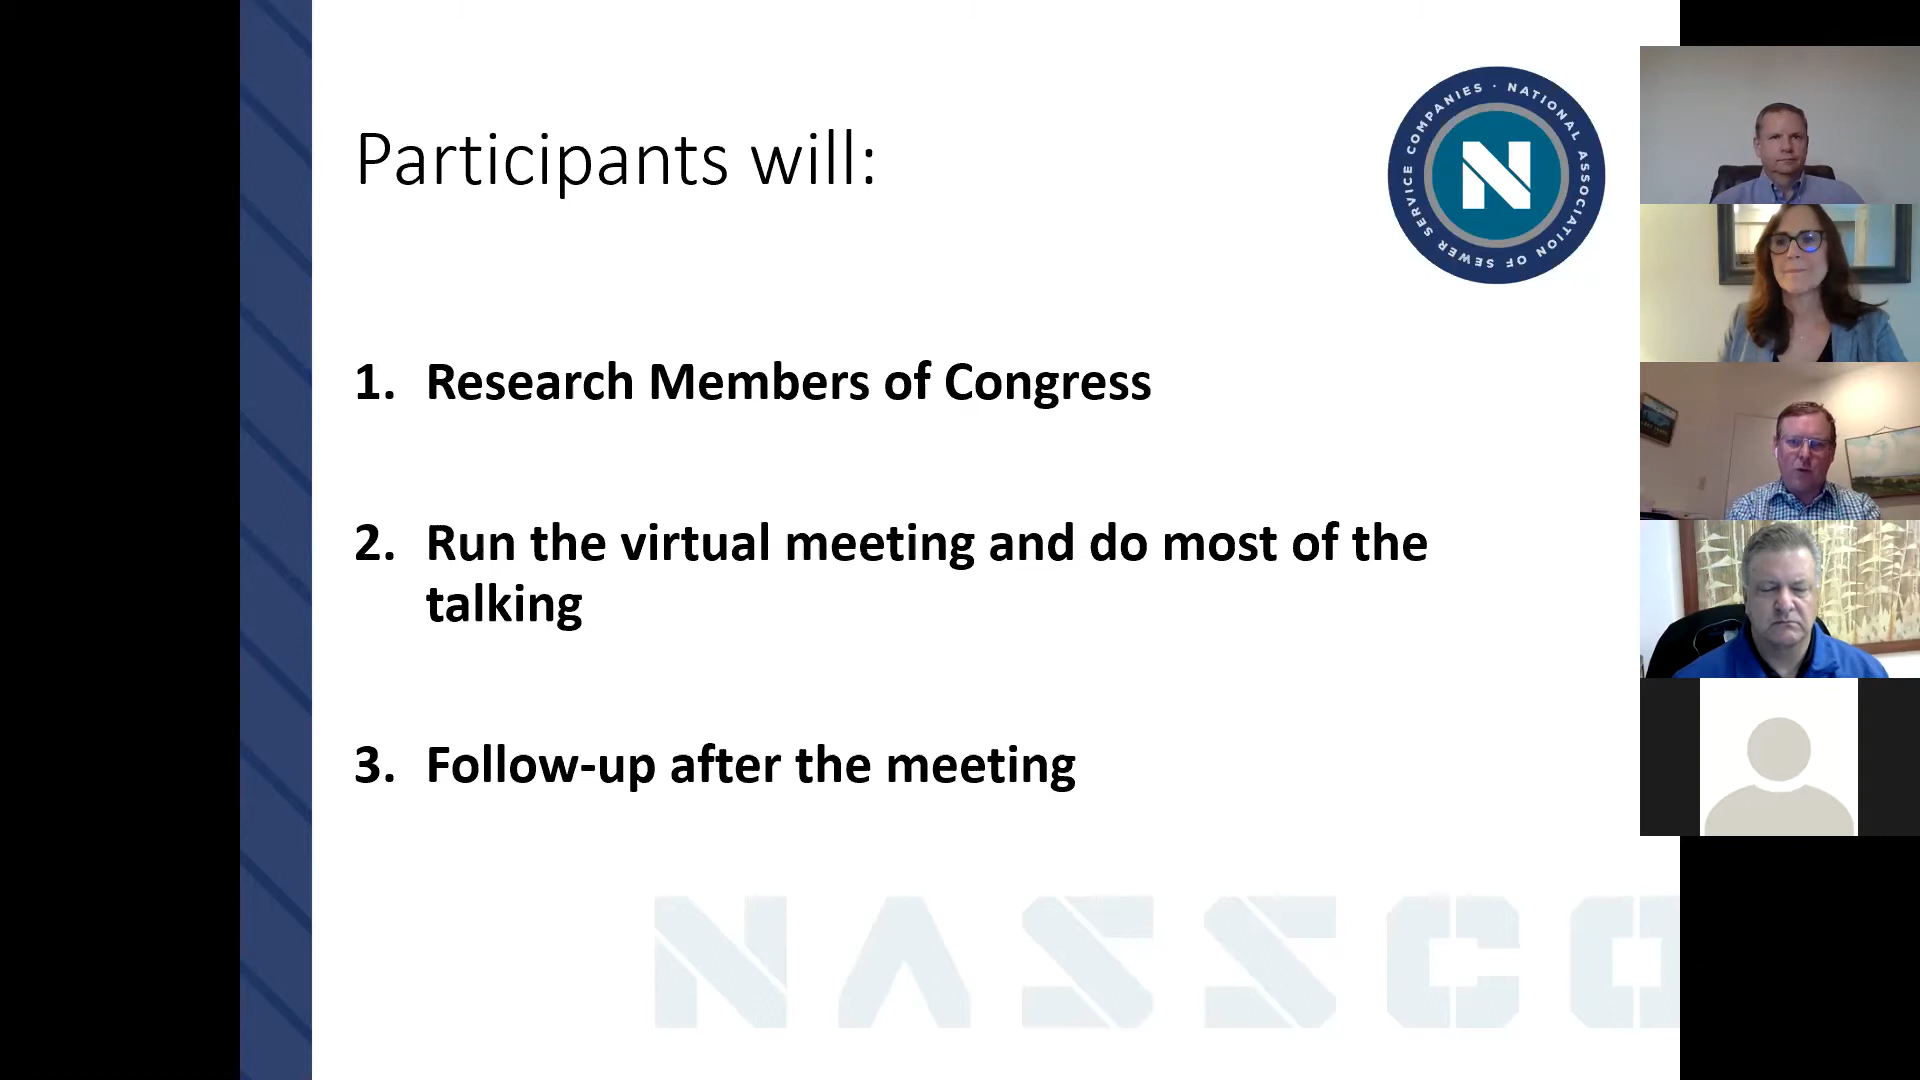 Participants will:
NATIONAL ASSOCIATION OF SEWER SERVICE COMPANIES ·
N
1. Research Members of Congress
2. Run the virtual meeting and do most of the
talking
3. Follow-up after the meeting
NASSCO